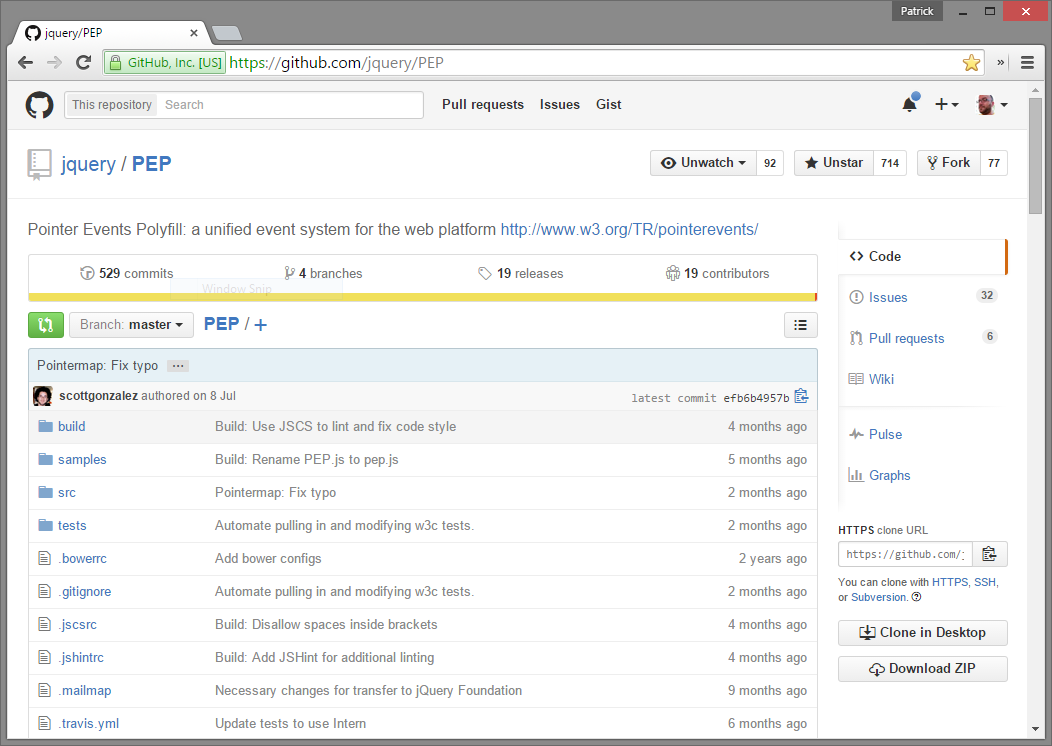 Patrick
jquery/PEP
GitHub, Inc. [US] https://github.com/jquery/PEP
This repository Search Pull requests Issues Gist
jquery / PEP Unwatch 92 Unstar 714 Fork 77
Pointer Events Polyfill: a unified event system for the web platform http://www.w3.org/TR/pointerevents/
529 commits 4 branches 19 releases 19 contributors
Window Snip
Branch: master PEP / +
Pointermap: Fix typo ...
scottgonzalez authored on 8 Jul latest commit efb6b4957b
build Build: Use JSCS to lint and fix code style 4 months ago
samples Build: Rename PEP.js to pep.js 5 months ago
src Pointermap: Fix typo 2 months ago
tests Automate pulling in and modifying w3c tests. 2 months ago
.bowerrc Add bower configs 2 years ago
.gitignore Automate pulling in and modifying w3c tests. 2 months ago
.jscsrc Build: Disallow spaces inside brackets 4 months ago
.jshintrc Build: Add JSHint for additional linting 4 months ago
.mailmap Necessary changes for transfer to jQuery Foundation 9 months ago
.travis.yml Update tests to use Intern 6 months ago
Code
Issues 32
Pull requests 6
Wiki
Pulse
Graphs
HTTPS clone URL
https://github.com/j
You can clone with HTTPS, SSH,
or Subversion.
Clone in Desktop
Download ZIP